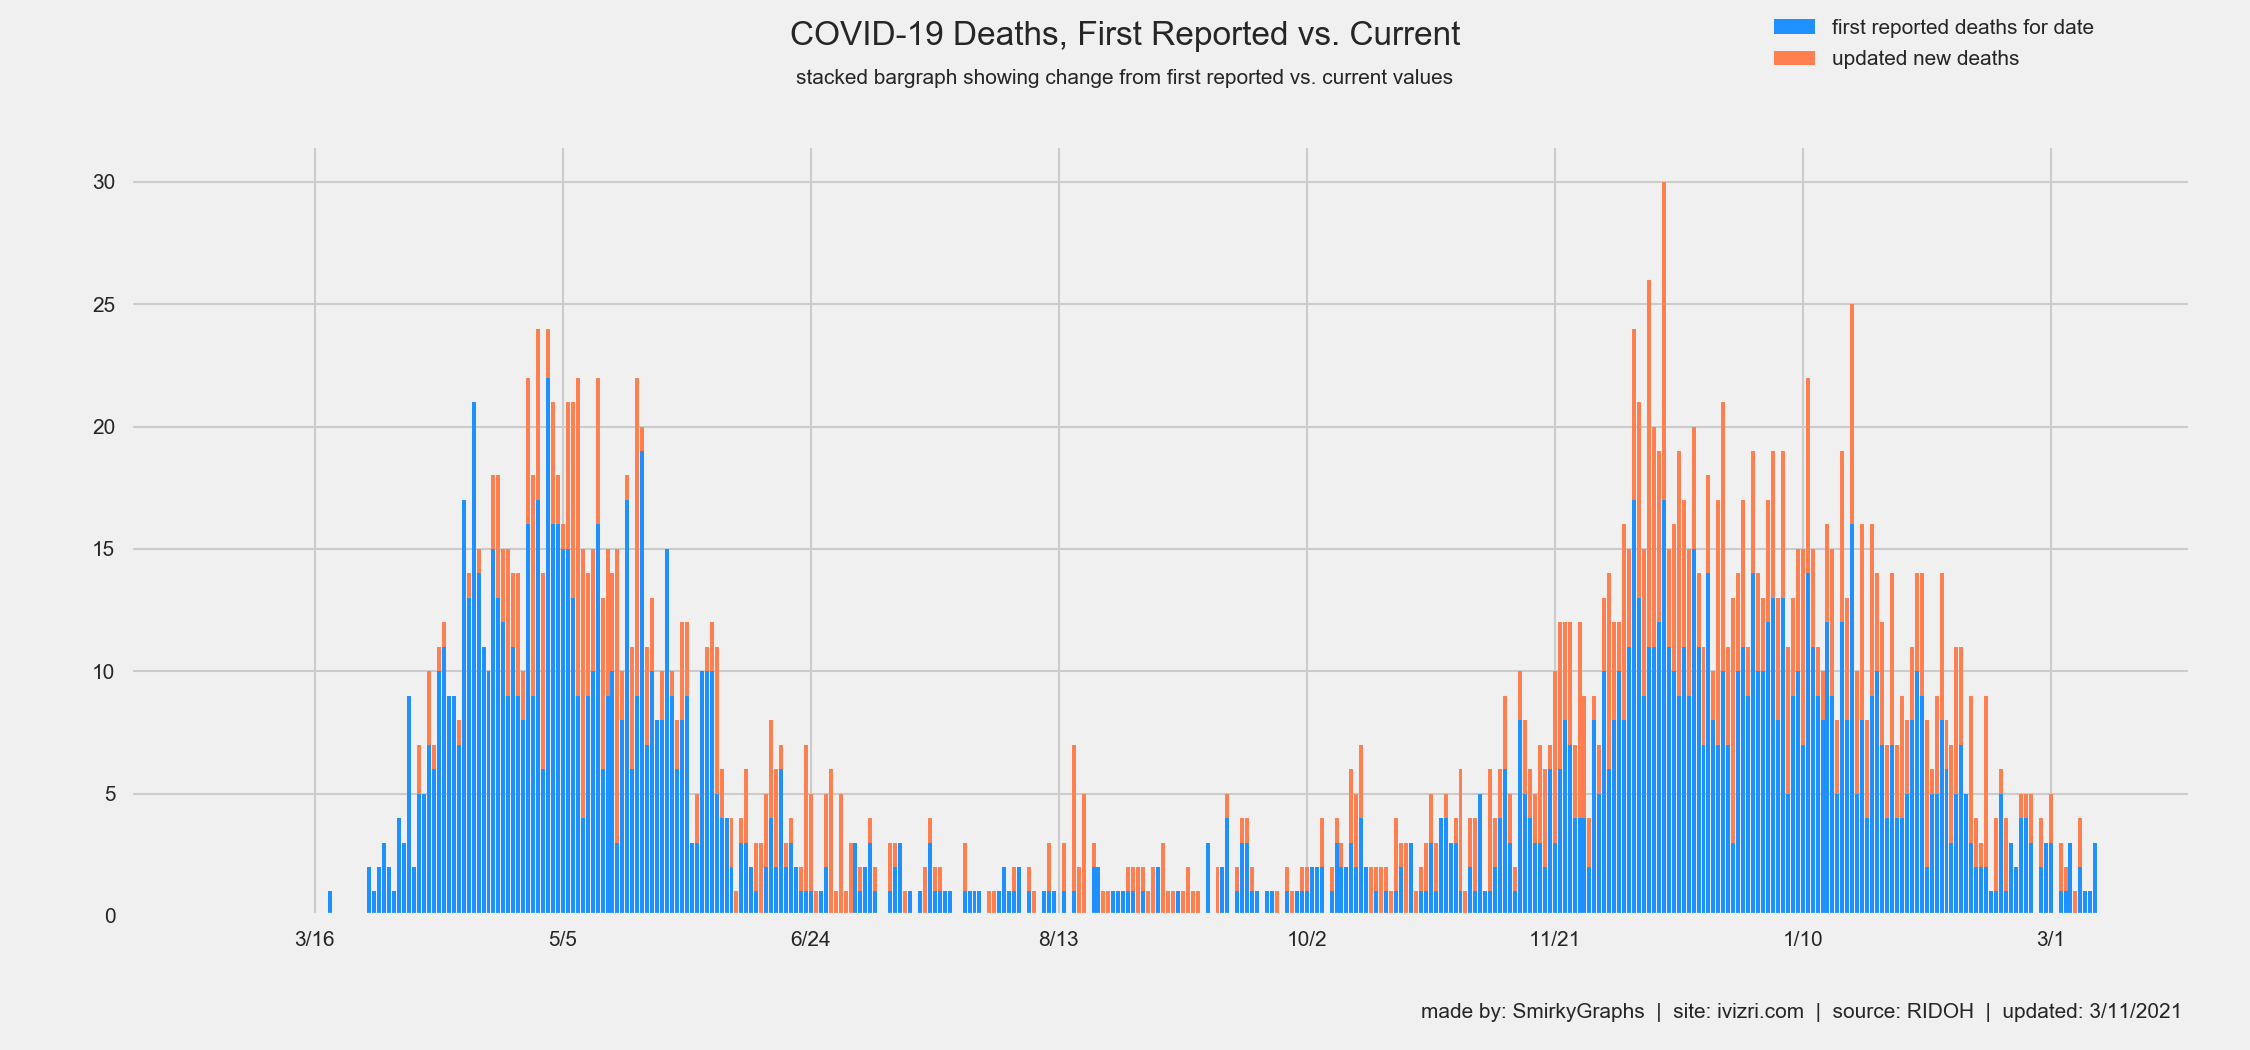 COVID-19 Deaths, First Reported vs. Current
stacked bargraph showing change from first reported vs. current values
first reported deaths for date
updated new deaths
30
25
20
15
10
5
0
3/16 5/5 6/24 8/13 10/2 11/21 1/10 3/1
made by: SmirkyGraphs | site: ivizri.com | source: RIDOH | updated: 3/11/2021